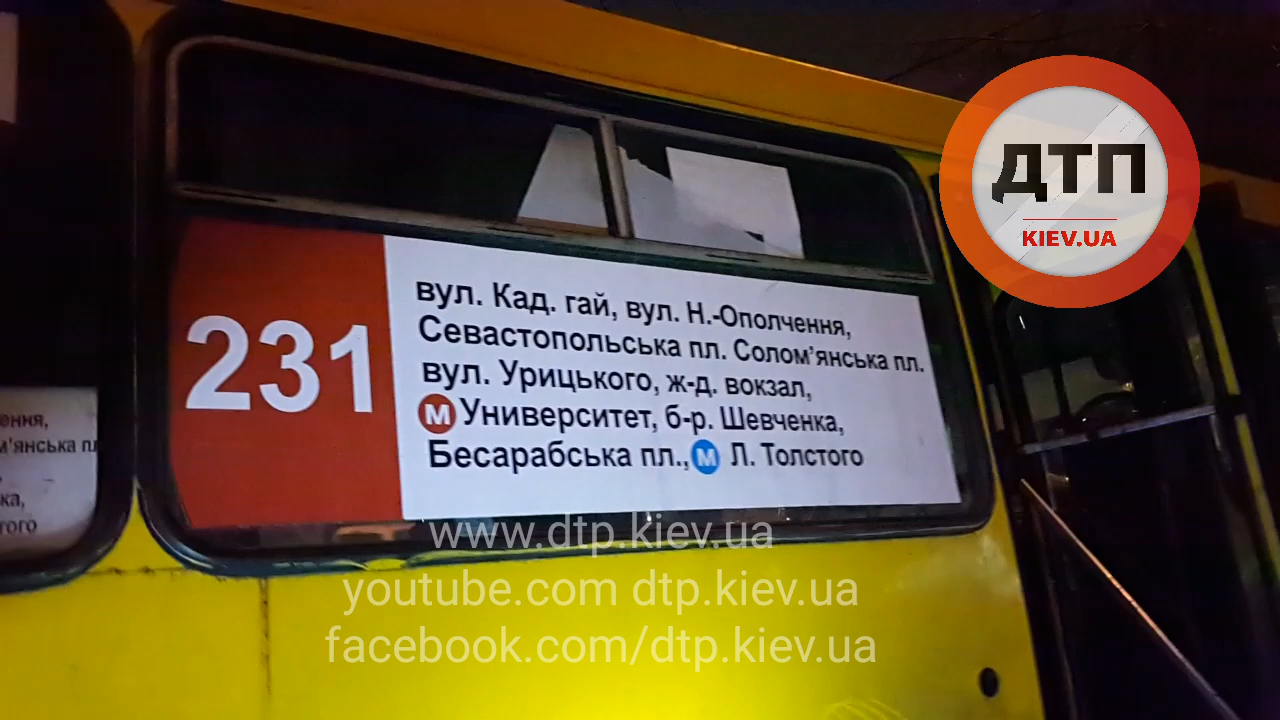 ДТП
KIEV.UA
231
вул. Кад. гай, вул. Н.-Ополчення,
Севастопольська пл. Солом'янська пл.
вул. Урицького, ж-д. вокзал,
М Университет, б-р. Шевченка,
Бесарабська пл., М Л. Толстого
www.dtp.kiev.ua
youtube.com dtp.kiev.ua
facebook.com/dtp.kiev.ua